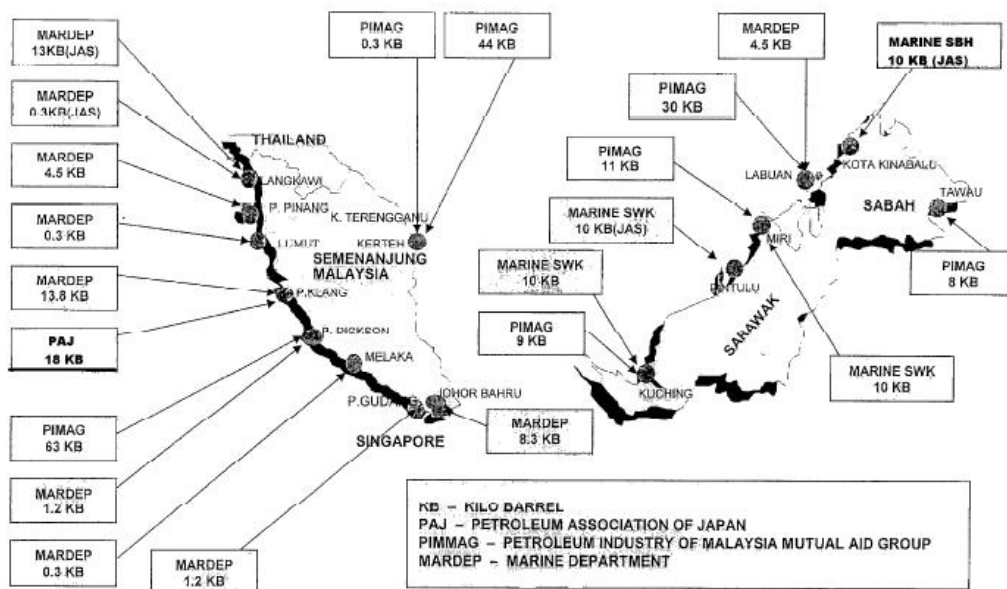 MARDEP
13KB(JAS)
PIMAG
0.3 KB
PIMAG
44 KB
MARDEP
4.5 KB
MARINE SBH
10 KB (JAS)
MARDEP
0.3KB(JAS)
PIMAG
30 KB
THAILAND
MARDEP
4.5 KB
LANGKAWI
PIMAG
11 KB
KOTA KINABALU
LABUAN
TAWAU
P. PINANG
K. TERENGGANU
SABAH
MARDEP
0.3 KB
LUMUT
KERTEH
MARINE SWK
10 KB(JAS)
MIRI
SEMENANJUNG
MALAYSIA
MARINE SWK
10 KB
BINTULU
PIMAG
8 KB
MARDEP
13.8 KB
P.KLANG
SARAWAK
PAJ
18 KB
P. DICKSON
PIMAG
9 KB
MELAKA
KUCHING
MARINE SWK
10 KB
JOHOR BAHRU
P.GUDANG
PIMAG
63 KB
SINGAPORE
MARDEP
8.3 KB
MARDEP
1.2 KB
KB – KILO BARREL
PAJ – PETROLEUM ASSOCIATION OF JAPAN
PIMMAG – PETROLEUM INDUSTRY OF MALAYSIA MUTUAL AID GROUP
MARDEP – MARINE DEPARTMENT
MARDEP
0.3 KB
MARDEP
1.2 KB